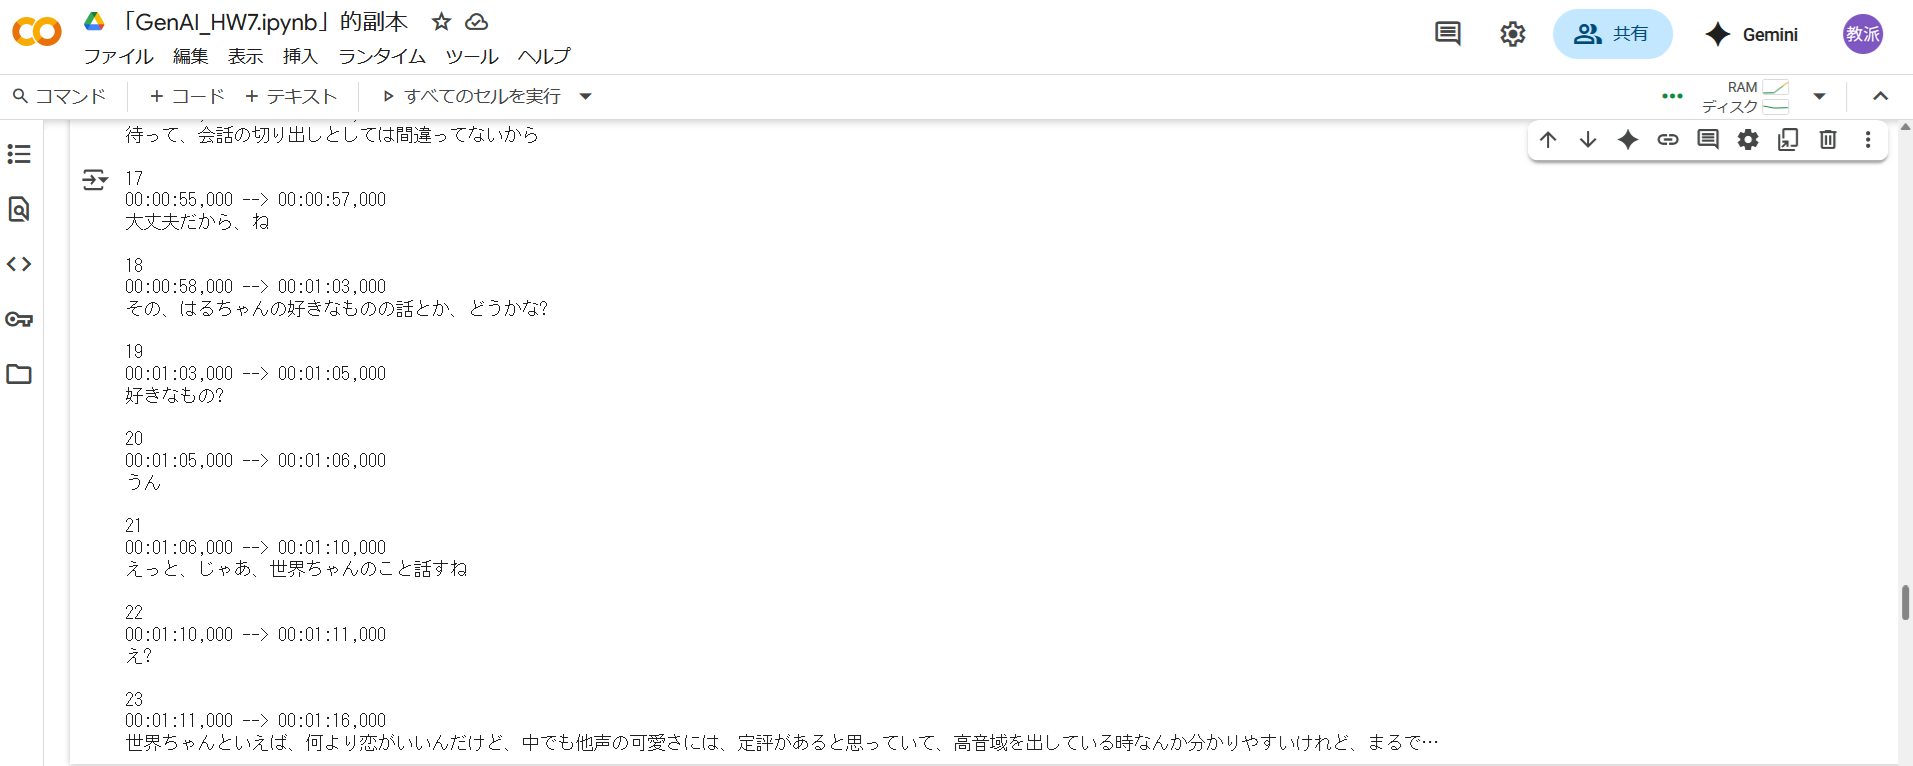 「GenAI_HW7.ipynb」的副本
ファイル 編集 表示 挿入 ランタイム ツール ヘルプ
共有
Gemini
教派
コマンド + コード + テキスト すべてのセルを実行
RAM
ディスク
待って、会話の切り出しとしては間違ってないから
17
00:00:55,000 --> 00:00:57,000
大丈夫だから、ね
18
00:00:58,000 --> 00:01:03,000
その、はるちゃんの好きなものの話とか、どうかな?
19
00:01:03,000 --> 00:01:05,000
好きなもの?
20
00:01:05,000 --> 00:01:06,000
うん
21
00:01:06,000 --> 00:01:10,000
えっと、じゃあ、世界ちゃんのこと話すね
22
00:01:10,000 --> 00:01:11,000
え?
23
00:01:11,000 --> 00:01:16,000
世界ちゃんといえば、何より恋がいいんだけど、中でも他声の可愛さには、定評があると思っていて、高音域を出している時なんか分かりやすいけれど、まるで…